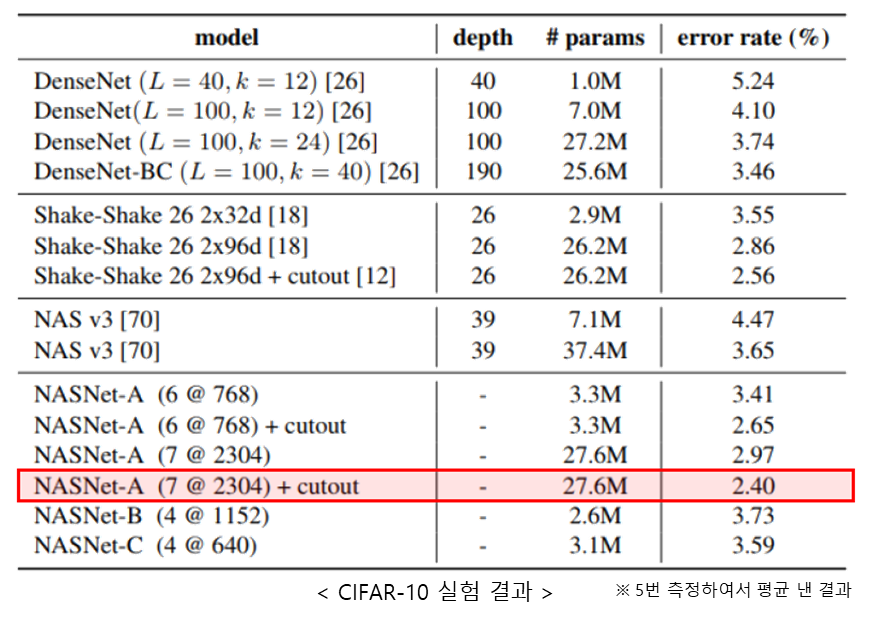 model depth # params error rate (%)
DenseNet (L = 40, k = 12) [26] 40 1.0M 5.24
DenseNet(L = 100, k = 12) [26] 100 7.0M 4.10
DenseNet (L = 100, k = 24) [26] 100 27.2M 3.74
DenseNet-BC (L = 100, k = 40) [26] 190 25.6M 3.46
Shake-Shake 26 2x32d [18] 26 2.9M 3.55
Shake-Shake 26 2x96d [18] 26 26.2M 2.86
Shake-Shake 26 2x96d + cutout [12] 26 26.2M 2.56
NAS v3 [70] 39 7.1M 4.47
NAS v3 [70] 39 37.4M 3.65
NASNet-A (6 @ 768) - 3.3M 3.41
NASNet-A (6 @ 768) + cutout - 3.3M 2.65
NASNet-A (7 @ 2304) - 27.6M 2.97
NASNet-A (7 @ 2304) + cutout - 27.6M 2.40
NASNet-B (4 @ 1152) - 2.6M 3.73
NASNet-C (4 @ 640) - 3.1M 3.59
< CIFAR-10 실험 결과 > ※ 5번 측정하여서 평균 낸 결과